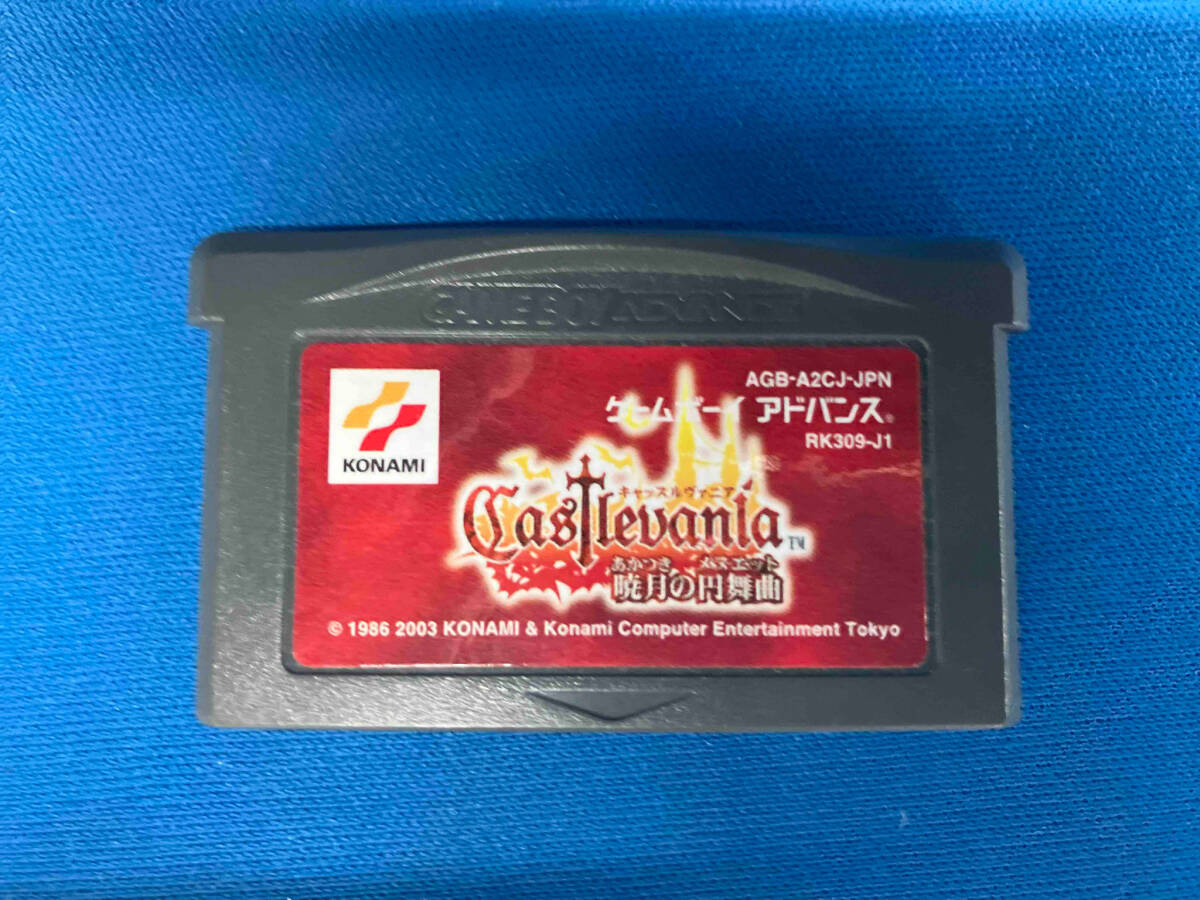 GAME BOY ADVANCE
KONAMI
AGB-A2CJ-JPN
ゲームボーイ アドバンス®
RK309-J1
キャッスルヴァニア
Castlevania™
あかつき メヌエット
暁月の円舞曲
© 1986 2003 KONAMI & Konami Computer Entertainment Tokyo